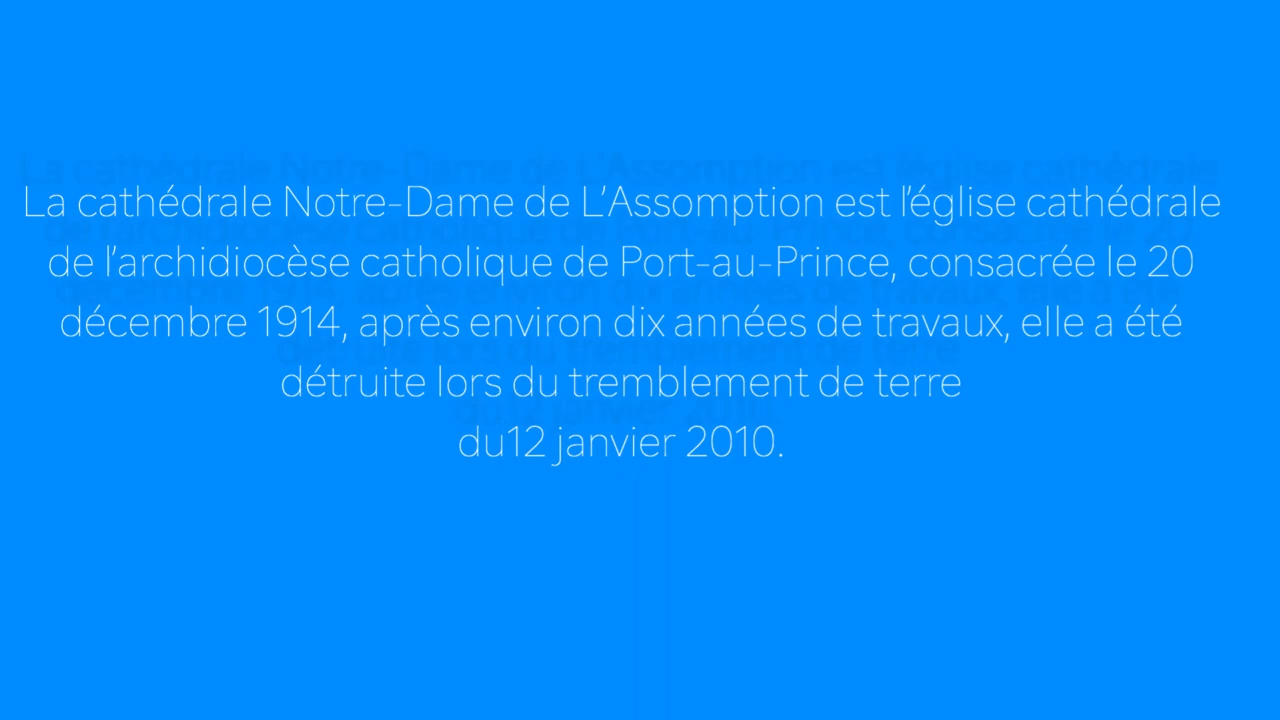 La cathédrale Notre-Dame de L'Assomption est l'église cathédrale
de l'archidiocèse catholique de Port-au-Prince, consacrée le 20
décembre 1914, après environ dix années de travaux, elle a été
détruite lors du tremblement de terre
du12 janvier 2010.